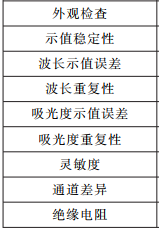 外观检查
示值稳定性
波长示值误差
波长重复性
吸光度示值误差
吸光度重复性
灵敏度
通道差异
绝缘电阻